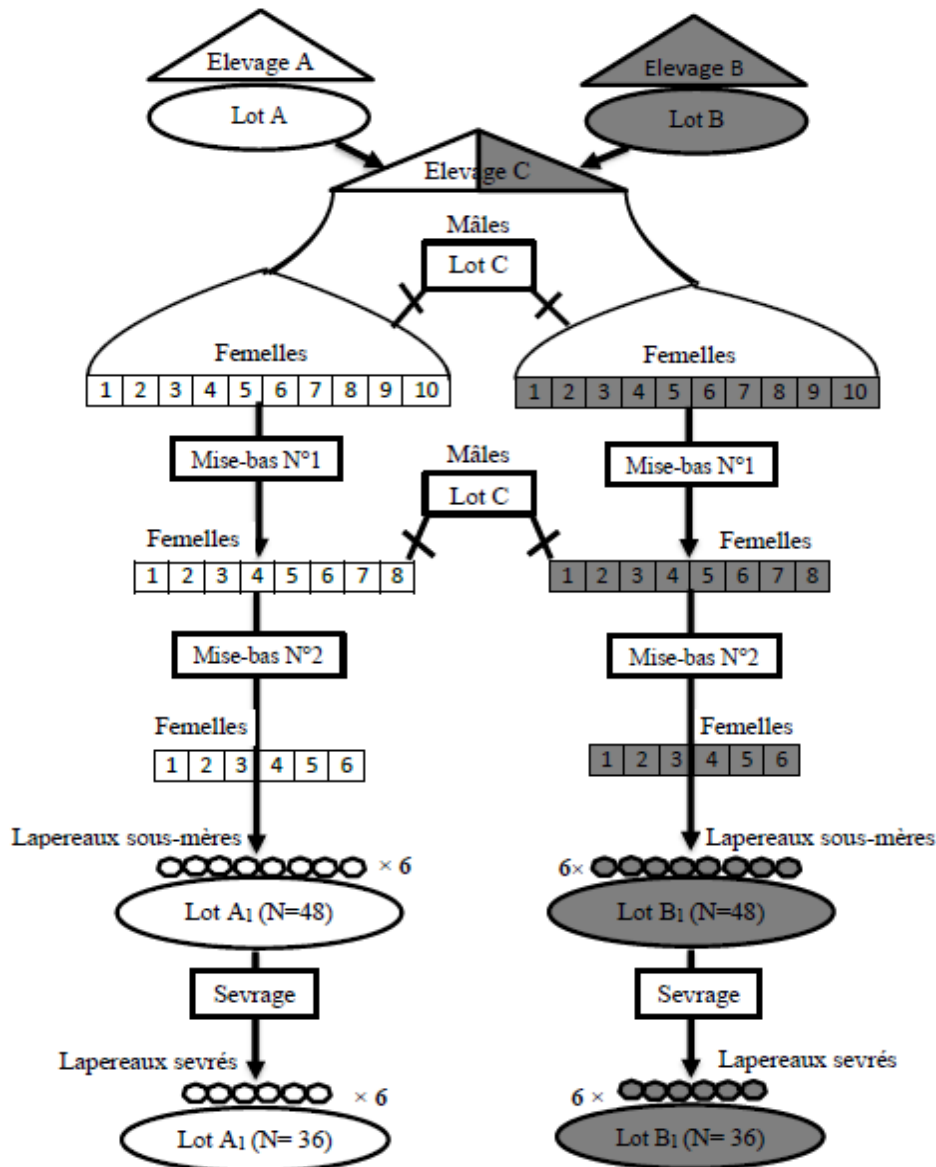 Elevage A
Elevage B
Lot A
Lot B
Elevage C
Mâles
Lot C
Femelles
Femelles
1 2 3 4 5 6 7 8 9 10
1 2 3 4 5 6 7 8 9 10
Mise-bas N°1
Mise-bas N°1
Mâles
Lot C
Femelles
Femelles
1 2 3 4 5 6 7 8
1 2 3 4 5 6 7 8
Mise-bas N°2
Mise-bas N°2
Femelles
Femelles
1 2 3 4 5 6
1 2 3 4 5 6
Lapereaux sous-mères
Lapereaux sous-mères
× 6
6×
Lot A1 (N=48)
Lot B1 (N=48)
Sevrage
Sevrage
Lapereaux sevrés
Lapereaux sevrés
× 6
6 ×
Lot A1 (N= 36)
Lot B1 (N= 36)